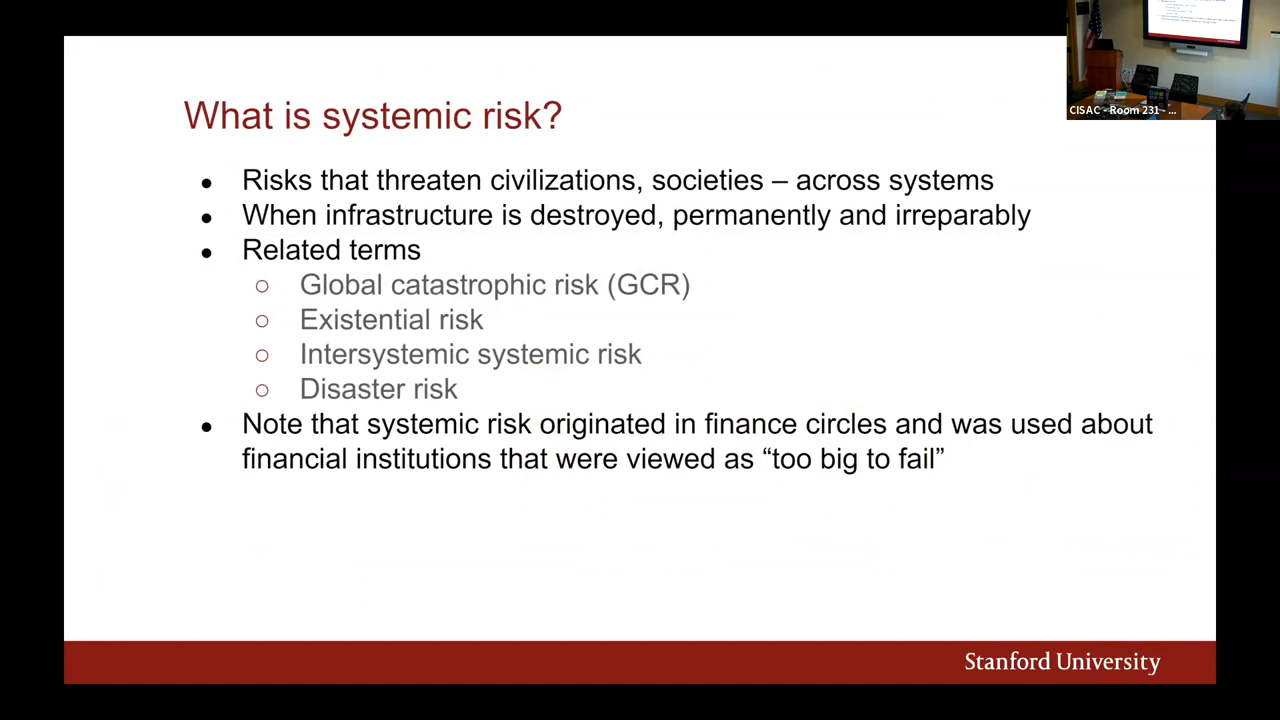 What is systemic risk?
CISAC - Room 231 - ...
● Risks that threaten civilizations, societies – across systems
● When infrastructure is destroyed, permanently and irreparably
● Related terms
○ Global catastrophic risk (GCR)
○ Existential risk
○ Intersystemic systemic risk
○ Disaster risk
● Note that systemic risk originated in finance circles and was used about
financial institutions that were viewed as “too big to fail”
Stanford University